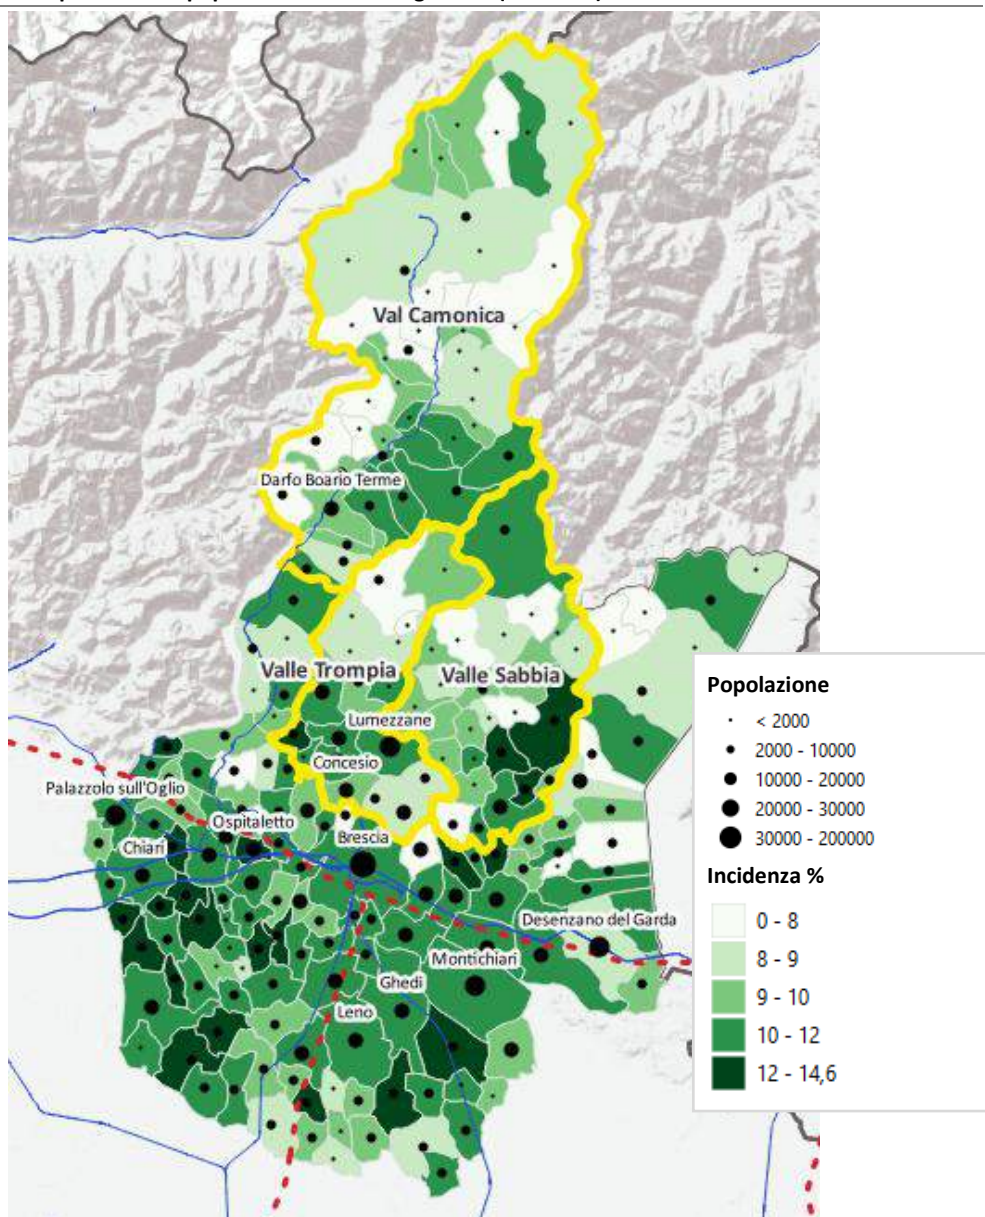 Val Camonica
Darfo Boario Terme
Valle Trompia
Valle Sabbia
Lumezzane
Concesio
Palazzolo sull'Oglio
Ospitaletto
Brescia
Chiari
Desenzano del Garda
Montichiari
Ghedi
Leno
Popolazione
< 2000
2000 - 10000
10000 - 20000
20000 - 30000
30000 - 200000
Incidenza %
0 - 8
8 - 9
9 - 10
10 - 12
12 - 14,6